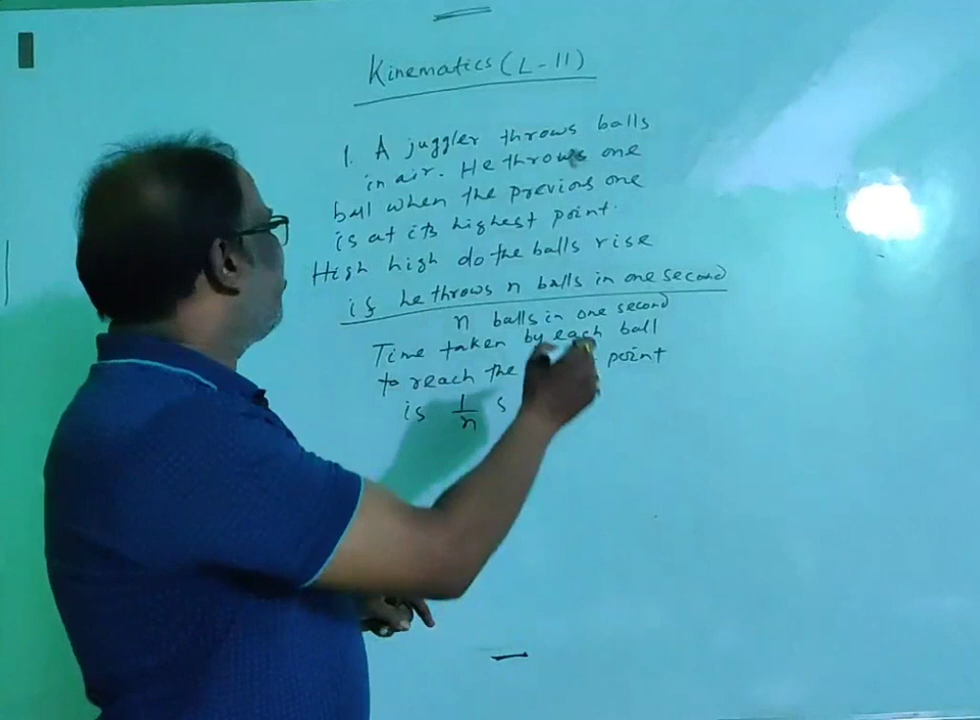 Kinematics (L-11)
1. A juggler throws balls
in air. He throws one
ball when the previous one
is at its highest point.
High high do the balls rise
if he throws n balls in one second
n balls in one second
Time taken by each ball
to reach the point
is 1/n s